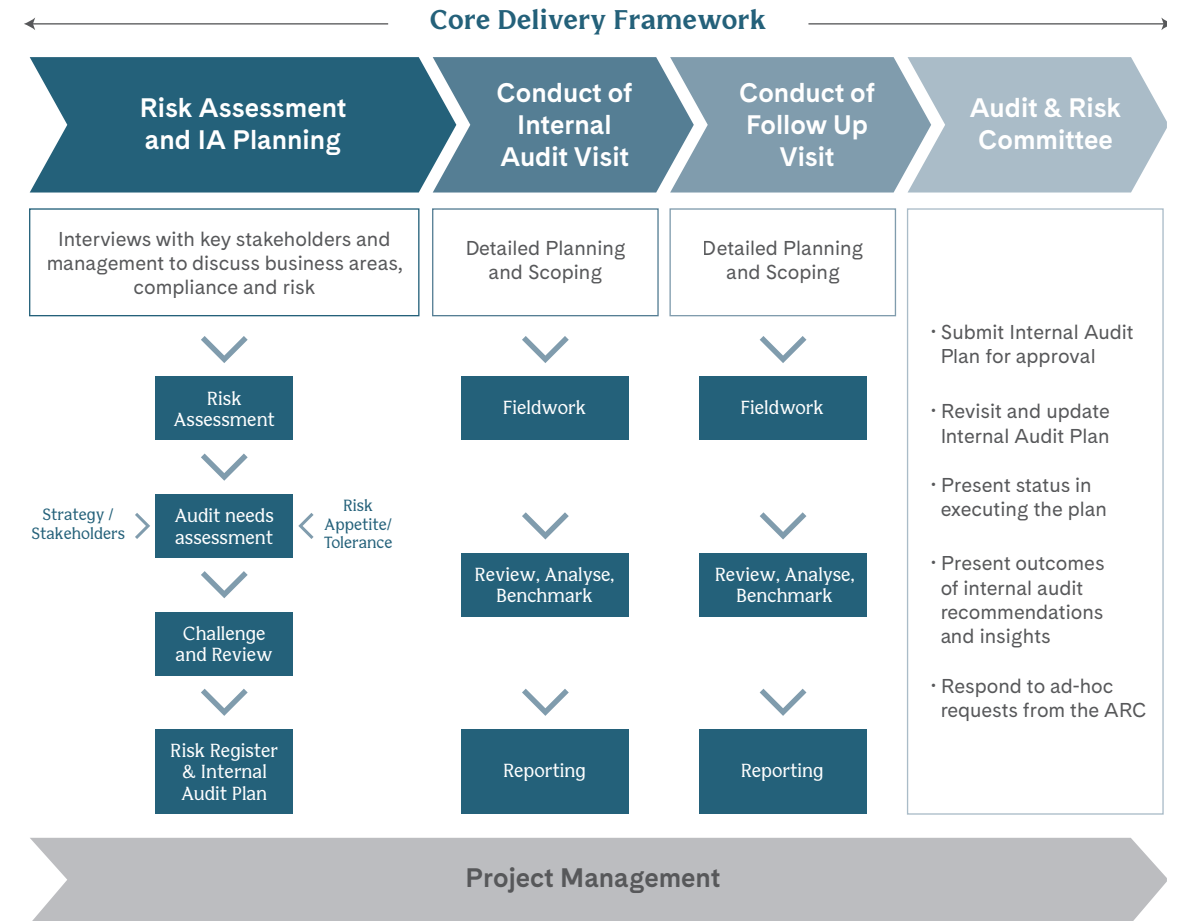 Core Delivery Framework
Risk Assessment
and IA Planning
Conduct of
Internal
Audit Visit
Conduct of
Follow Up
Visit
Audit & Risk
Committee
Interviews with key stakeholders and
management to discuss business areas,
compliance and risk
Risk
Assessment
Strategy /
Stakeholders
Audit needs
assessment
Risk
Appetite/
Tolerance
Challenge
and Review
Risk Register
& Internal
Audit Plan
Detailed Planning
and Scoping
Fieldwork
Review, Analyse,
Benchmark
Reporting
Detailed Planning
and Scoping
Fieldwork
Review, Analyse,
Benchmark
Reporting
· Submit Internal Audit
Plan for approval
· Revisit and update
Internal Audit Plan
· Present status in
executing the plan
· Present outcomes
of internal audit
recommendations
and insights
· Respond to ad-hoc
requests from the ARC
Project Management